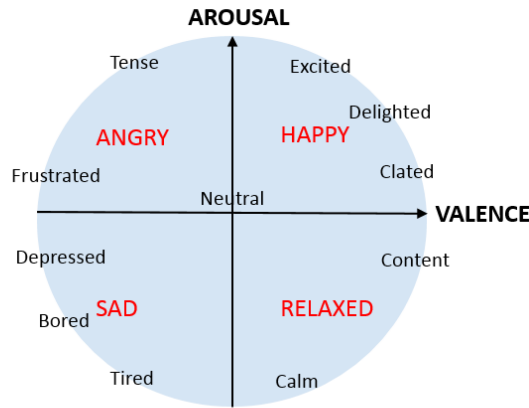 AROUSAL
Tense
Excited
Delighted
ANGRY
HAPPY
Frustrated
Clated
Neutral
VALENCE
Depressed
Content
SAD
RELAXED
Bored
Tired
Calm